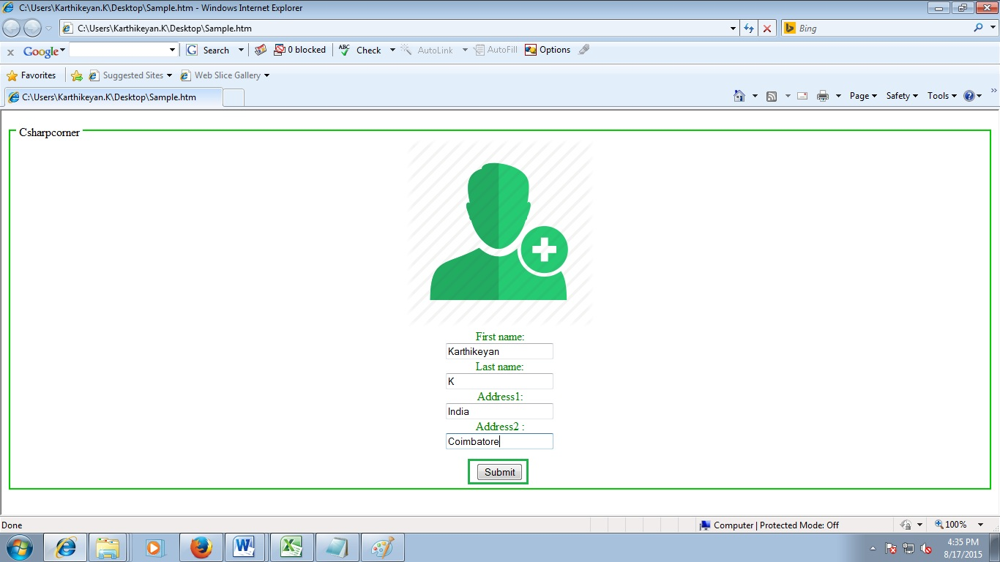 C:\Users\Karthikeyan.K\Desktop\Sample.htm - Windows Internet Explorer
C:\Users\Karthikeyan.K\Desktop\Sample.htm
Bing
x Google Search 0 blocked ABC Check AutoLink AutoFill Options
Favorites Suggested Sites Web Slice Gallery
C:\Users\Karthikeyan.K\Desktop\Sample.htm
Page Safety Tools
Csharpcorner
First name:
Karthikeyan
Last name:
K
Address1:
India
Address2 :
Coimbatore
Submit
Done
Computer | Protected Mode: Off
100%
4:35 PM
8/17/2015